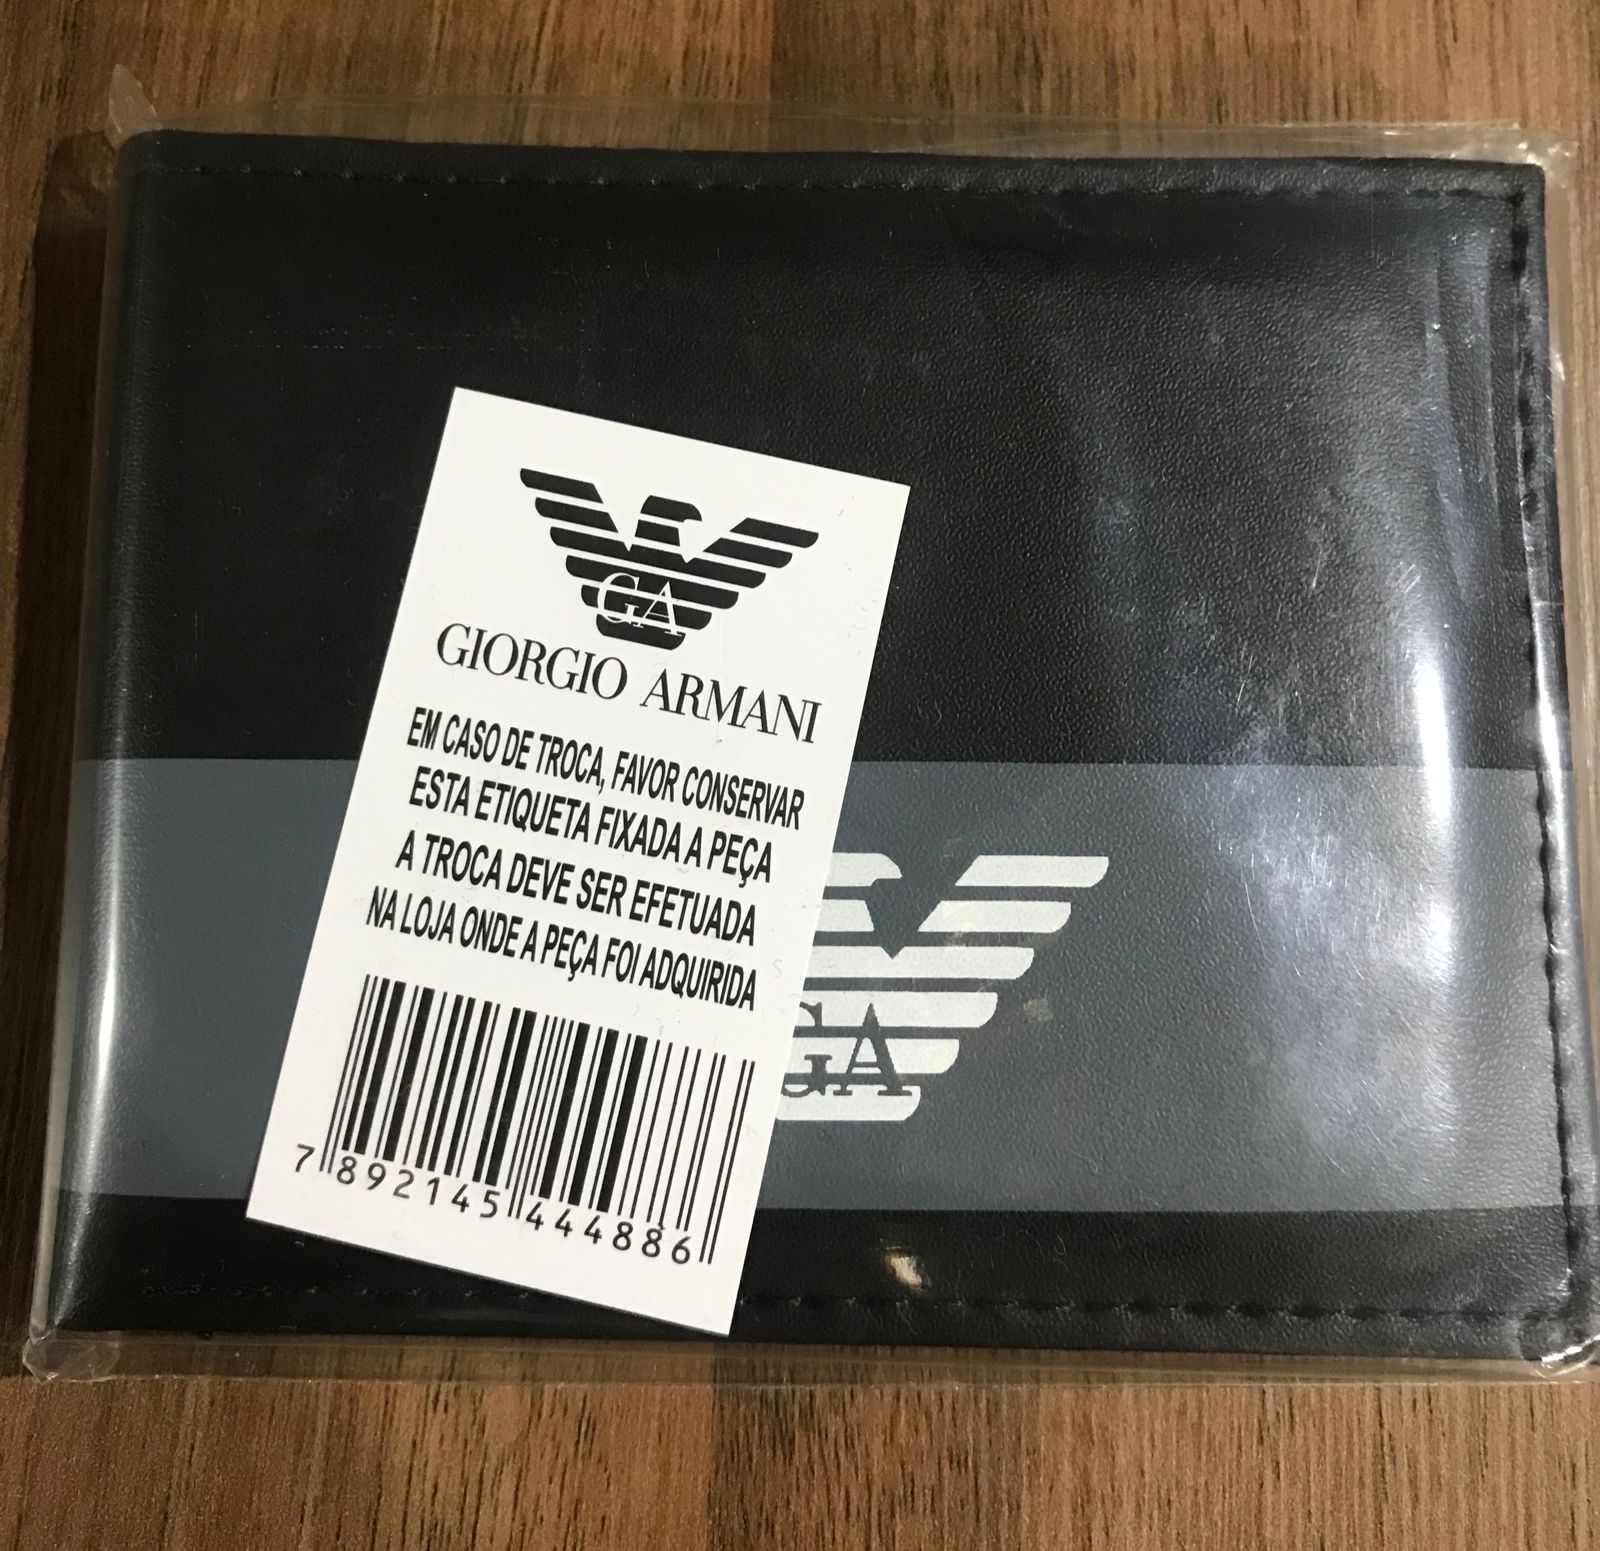 GA
GIORGIO ARMANI
EM CASO DE TROCA, FAVOR CONSERVAR
ESTA ETIQUETA FIXADA A PEÇA
A TROCA DEVE SER EFETUADA
NA LOJA ONDE A PEÇA FOI ADQUIRIDA
7 892145 444886
GA